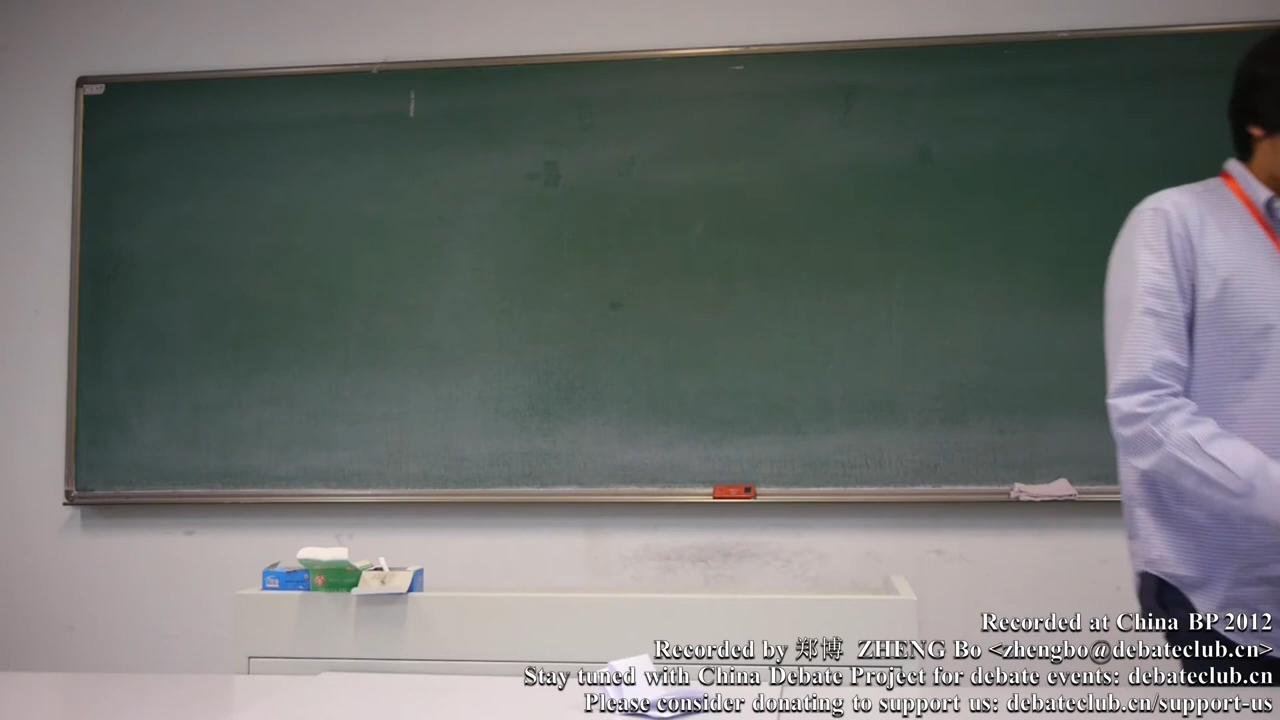 Recorded at China BP 2012
Recorded by 郑博 ZHENG Bo <zhengbo@debateclub.cn>
Stay tuned with China Debate Project for debate events: debateclub.cn
Please consider donating to support us: debateclub.cn/support-us